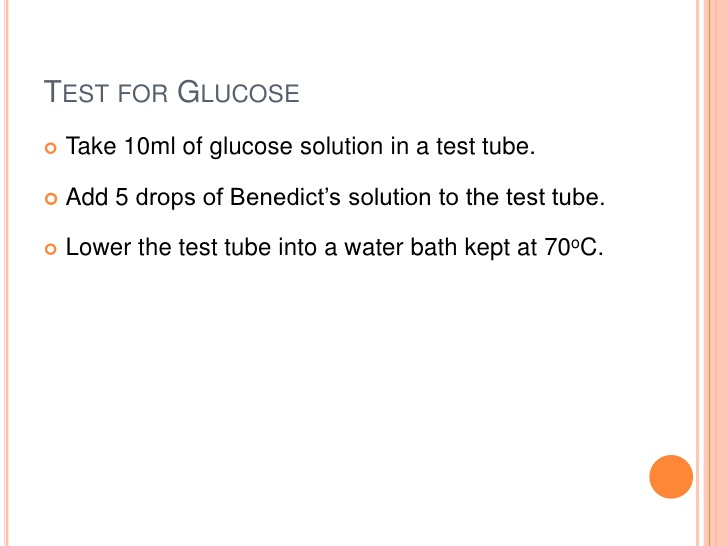 TEST FOR GLUCOSE
Take 10ml of glucose solution in a test tube.
Add 5 drops of Benedict’s solution to the test tube.
Lower the test tube into a water bath kept at 70ºC.